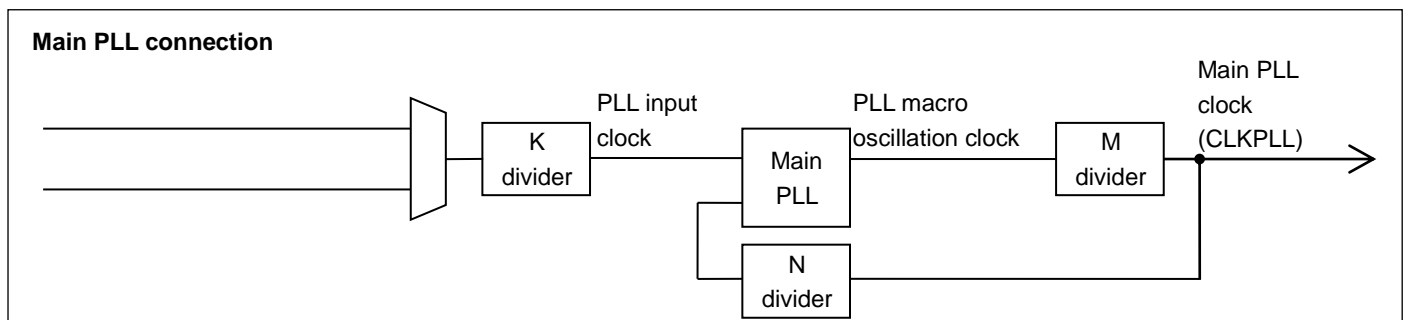 Main PLL connection
K
divider
PLL input
clock
Main
PLL
PLL macro
oscillation clock
M
divider
Main PLL
clock
(CLKPLL)
N
divider